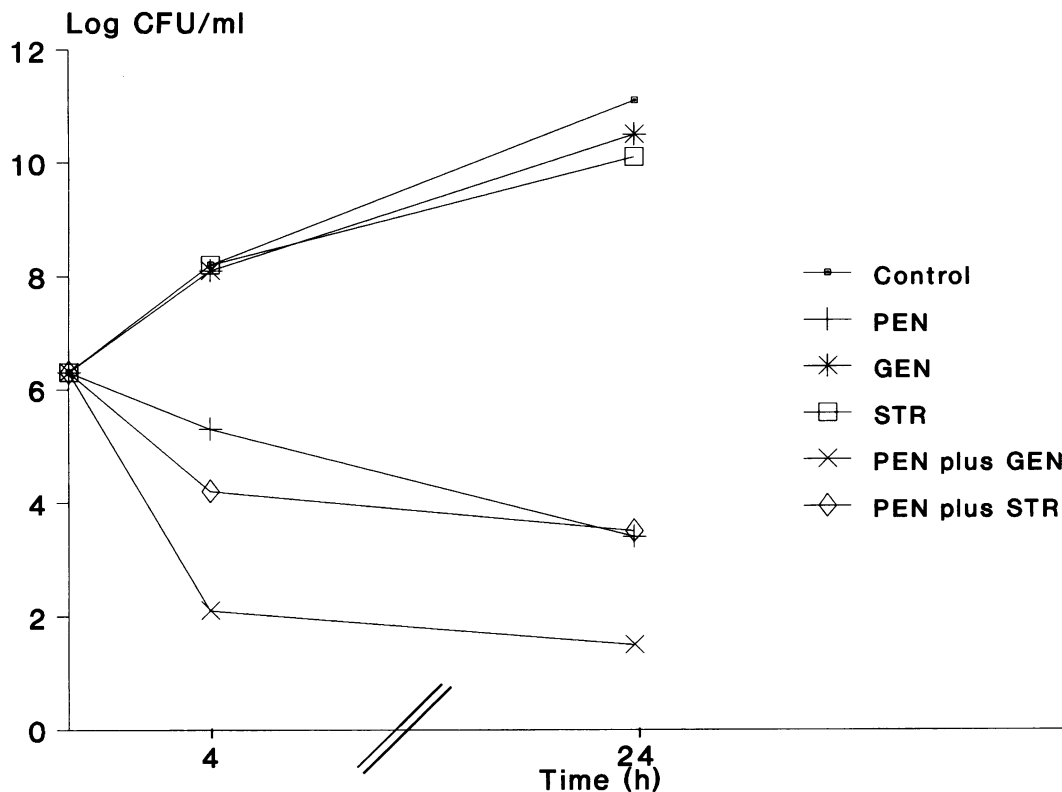 Log CFU/ml
12
10
8
6
4
2
0
4
24
Time (h)
Control
PEN
GEN
STR
PEN plus GEN
PEN plus STR